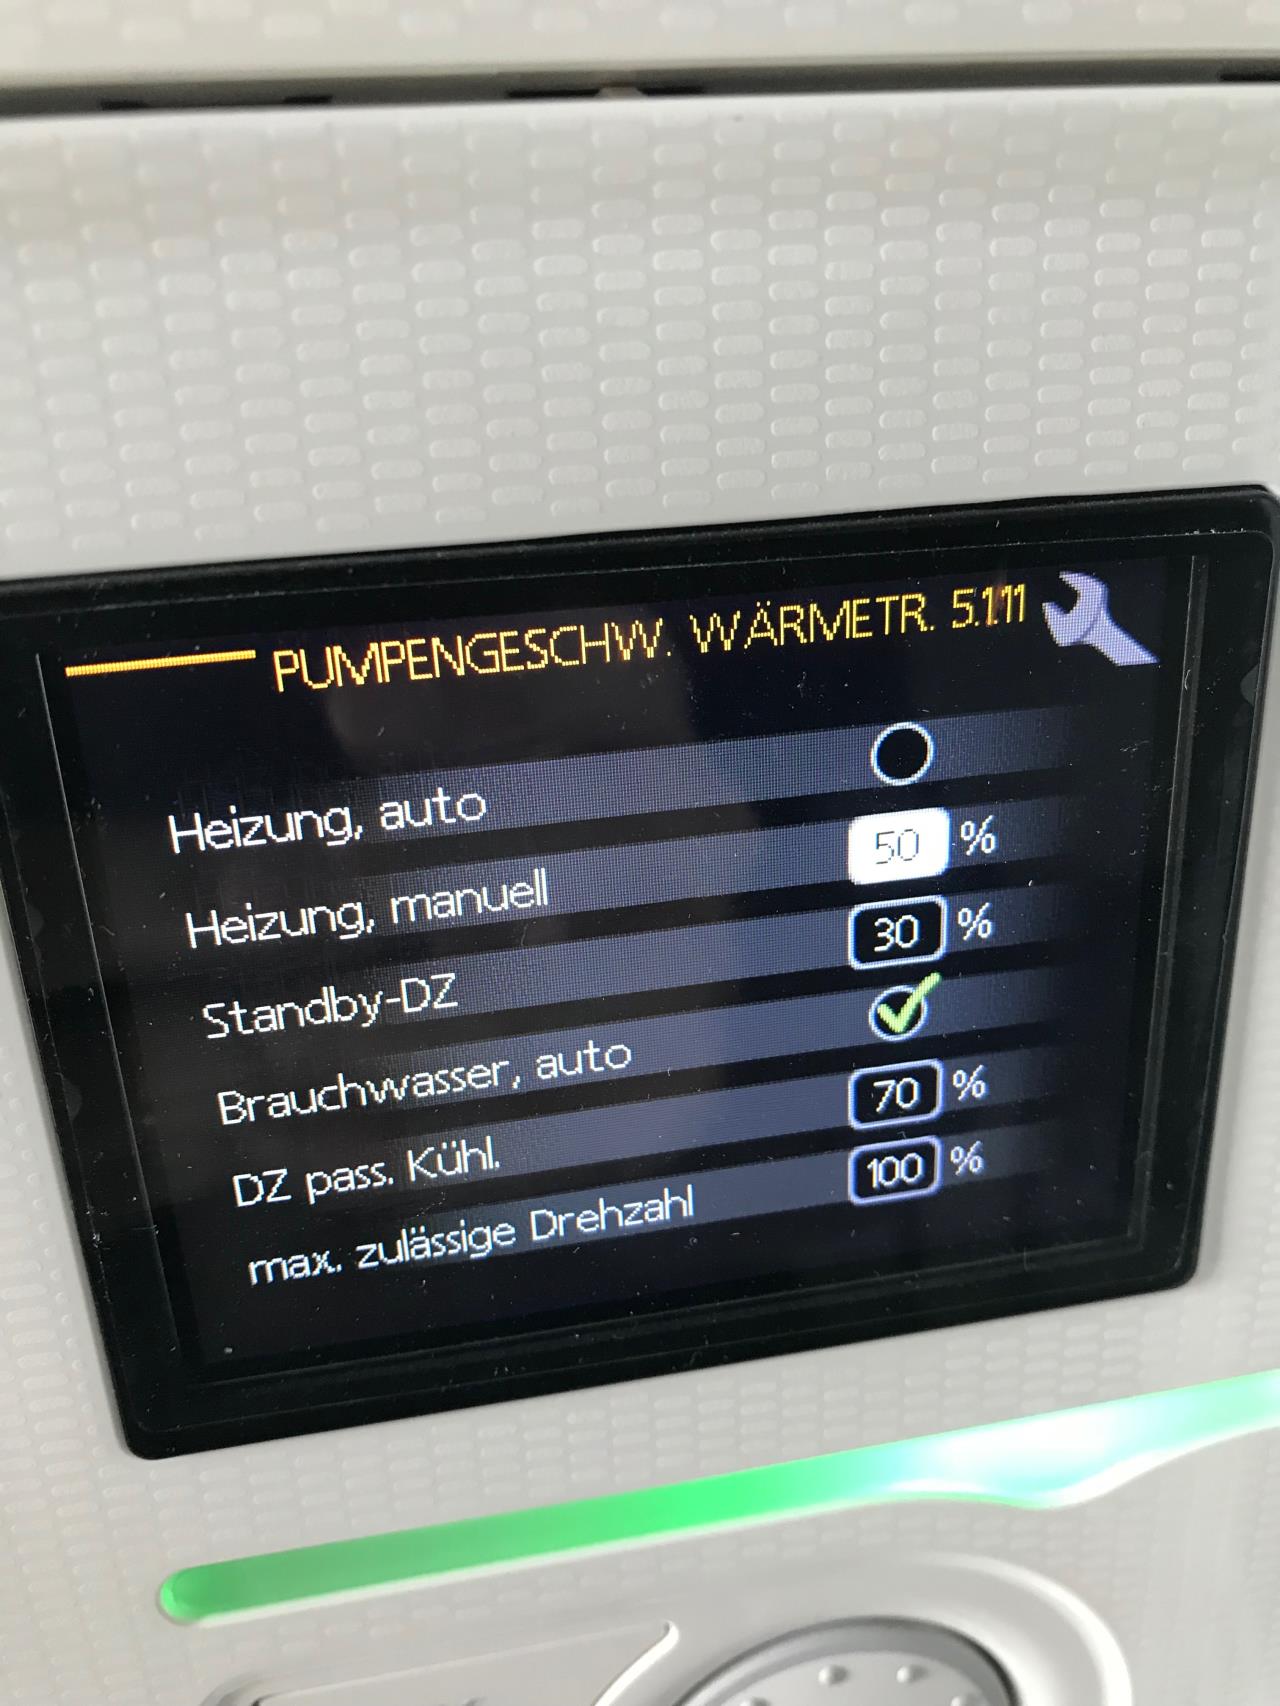 PUMPENGESCHW. WÄRMETR. 5.1.11
Heizung, auto
Heizung, manuell 50 %
Standby-DZ 30 %
Brauchwasser, auto
DZ pass. Kühl. 70 %
max. zulässige Drehzahl 100 %